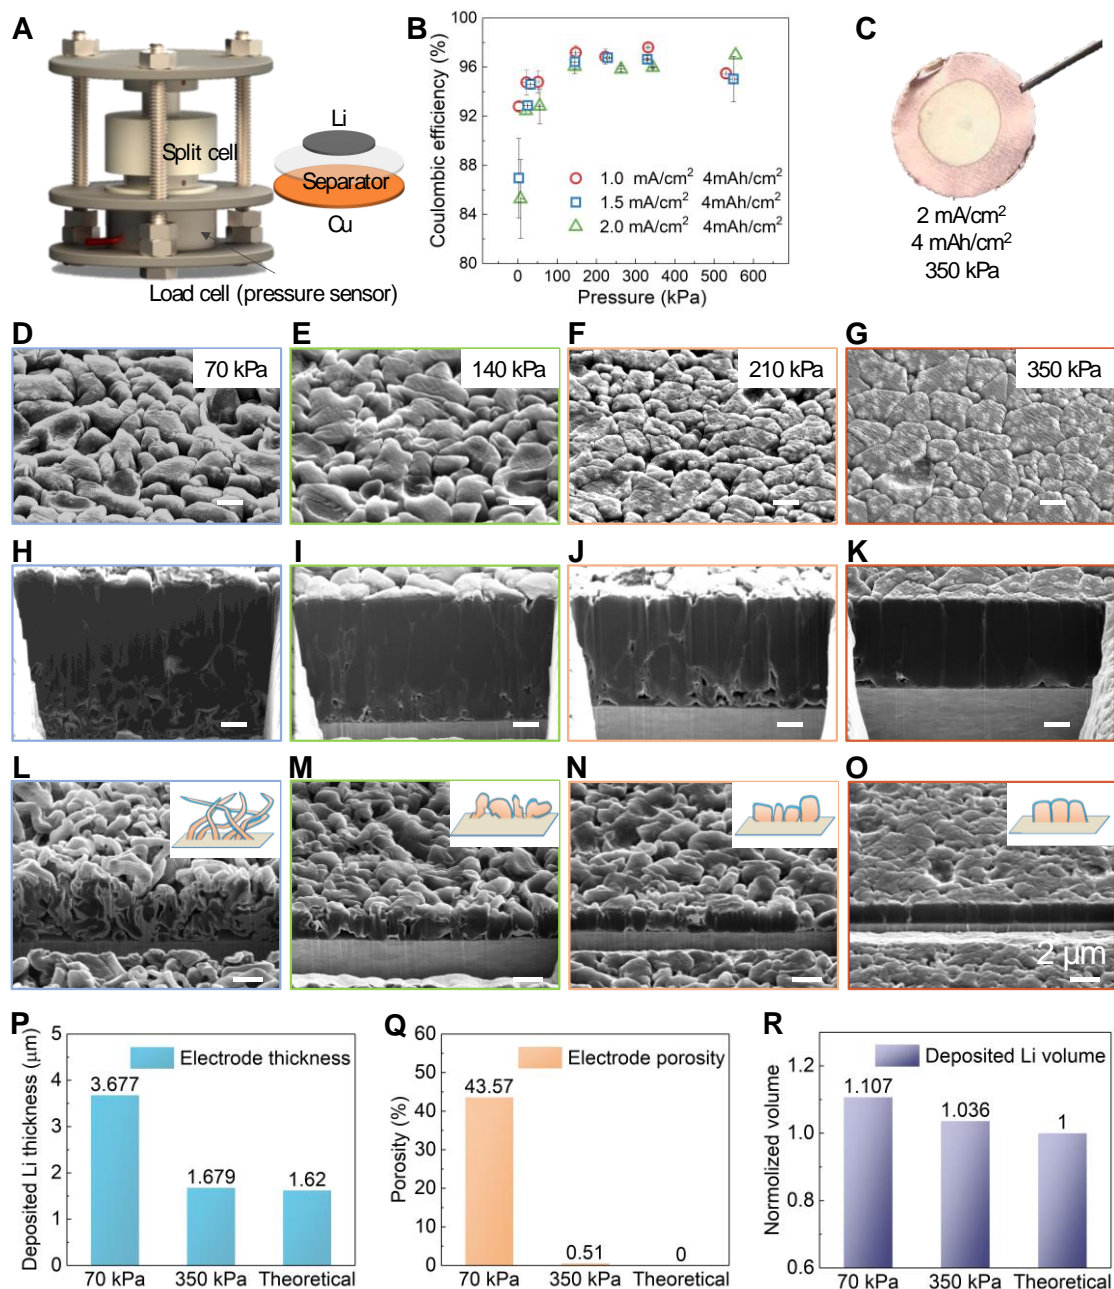 A
Split cell
Li
Separator
Cu
Load cell (pressure sensor)
B
Coulombic efficiency (%)
100
96
92
88
84
80
1.0 mA/cm² 4mAh/cm²
1.5 mA/cm² 4mAh/cm²
2.0 mA/cm² 4mAh/cm²
0 100 200 300 400 500 600
Pressure (kPa)
C
2 mA/cm²
4 mAh/cm²
350 kPa
D
70 kPa
E
140 kPa
F
210 kPa
G
350 kPa
H
I
J
K
L
M
N
O
2 µm
P
Deposited Li thickness (µm)
5
4
3
2
1
0
Electrode thickness
3.677
1.679
1.62
70 kPa 350 kPa Theoretical
Q
Porosity (%)
60
50
40
30
20
10
0
Electrode porosity
43.57
0.51
0
70 kPa 350 kPa Theoretical
R
Normolized volume
1.2
1.0
0.8
0.6
Deposited Li volume
1.107
1.036
1
70 kPa 350 kPa Theoretical